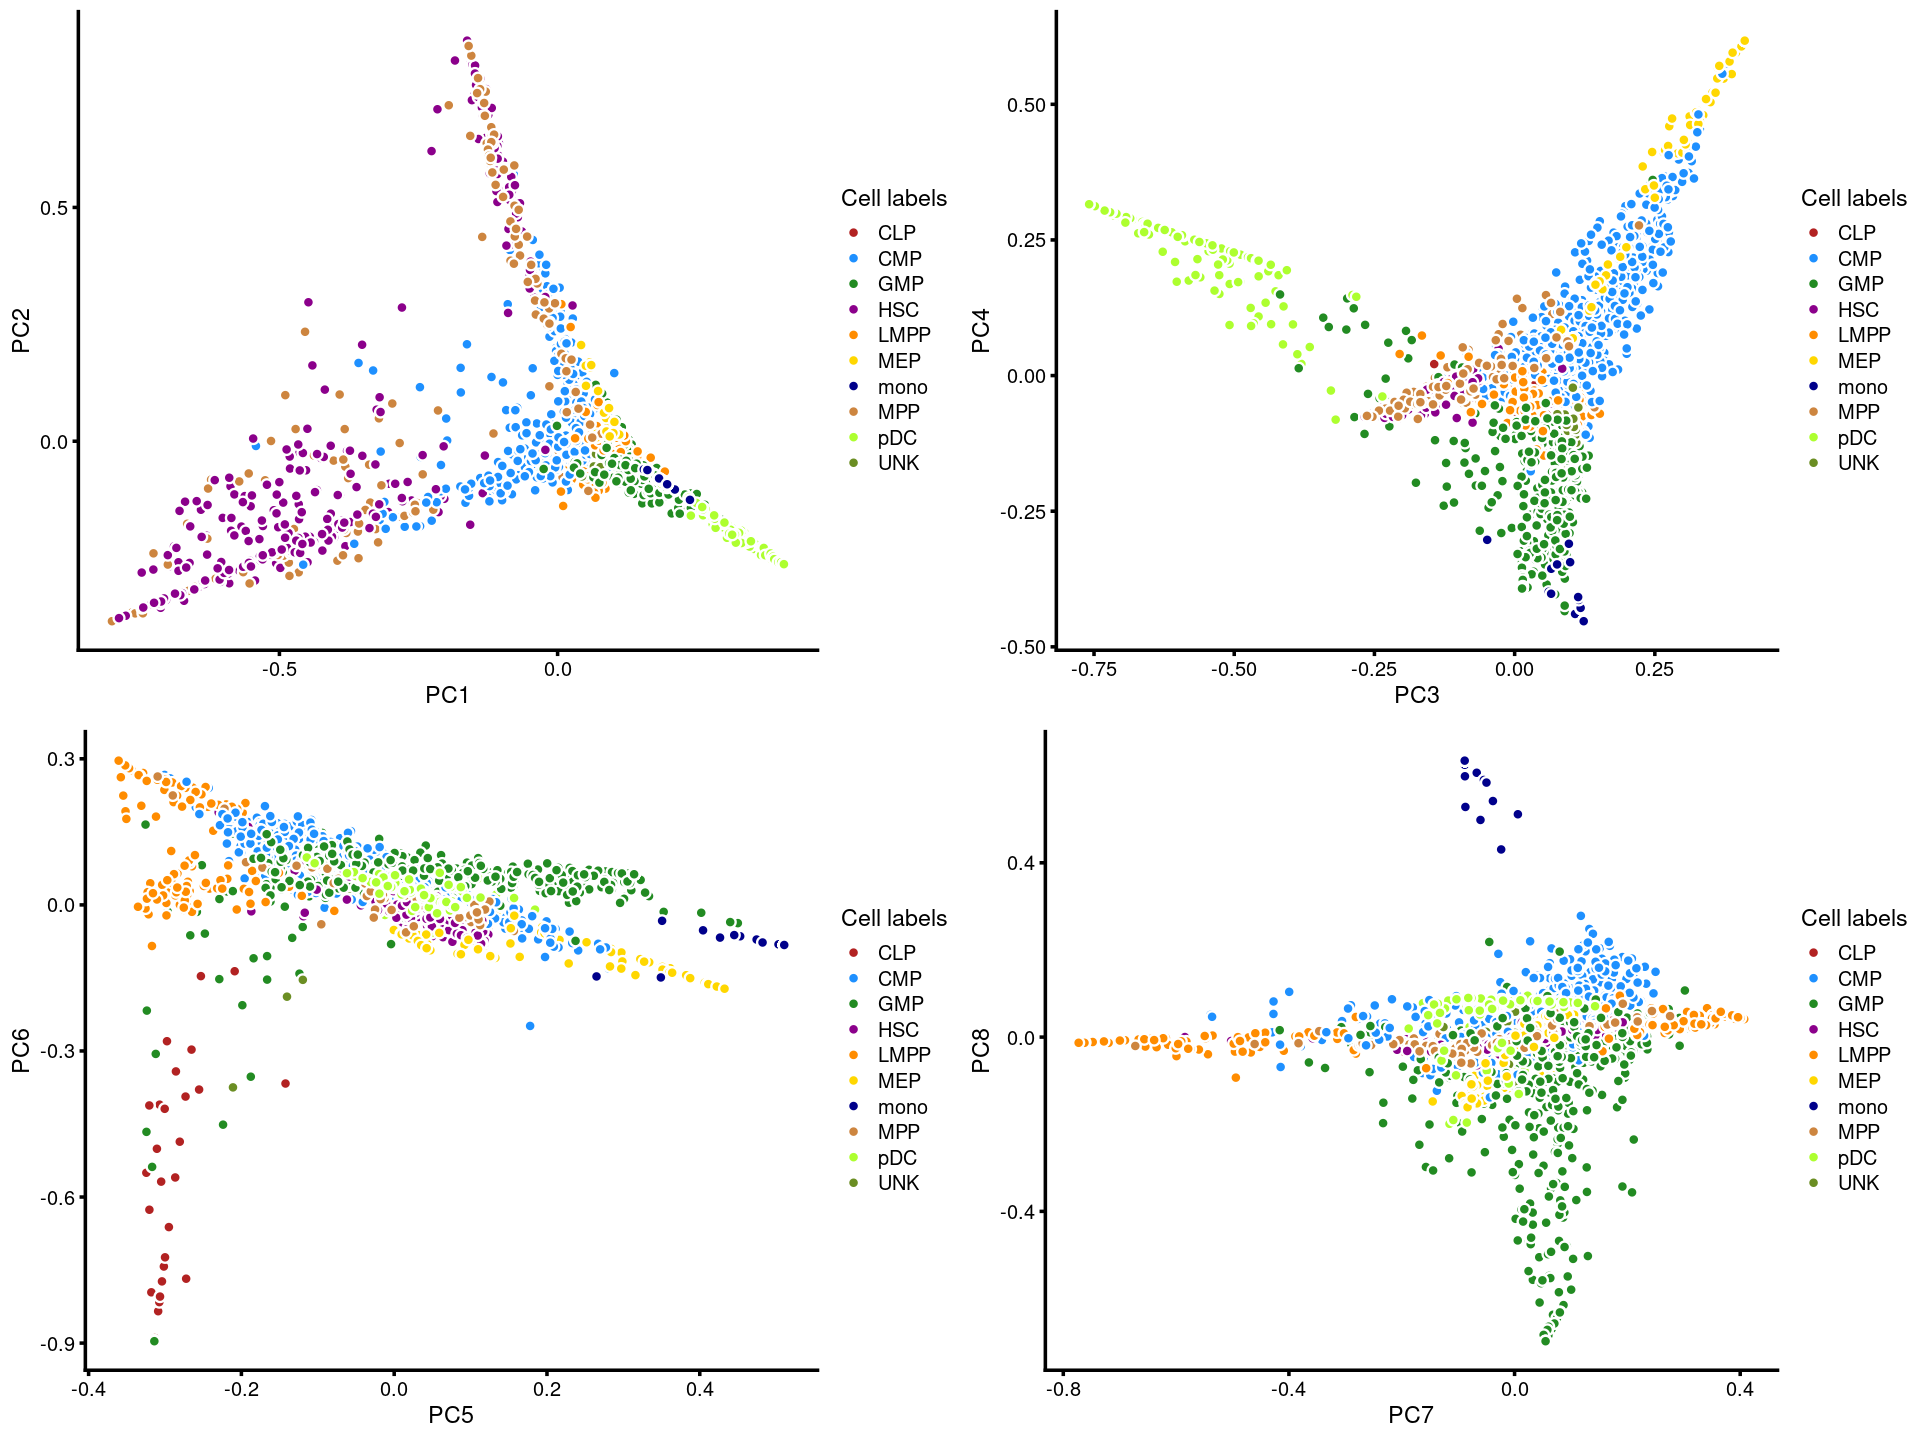 0.5
0.0
PC2
-0.5
0.0
PC1
Cell labels
CLP
CMP
GMP
HSC
LMPP
MEP
mono
MPP
pDC
UNK
0.50
0.25
0.00
-0.25
-0.50
PC4
-0.75
-0.50
-0.25
0.00
0.25
PC3
Cell labels
CLP
CMP
GMP
HSC
LMPP
MEP
mono
MPP
pDC
UNK
0.3
0.0
-0.3
-0.6
-0.9
PC6
-0.4
-0.2
0.0
0.2
0.4
PC5
Cell labels
CLP
CMP
GMP
HSC
LMPP
MEP
mono
MPP
pDC
UNK
0.4
0.0
-0.4
PC8
-0.8
-0.4
0.0
0.4
PC7
Cell labels
CLP
CMP
GMP
HSC
LMPP
MEP
mono
MPP
pDC
UNK